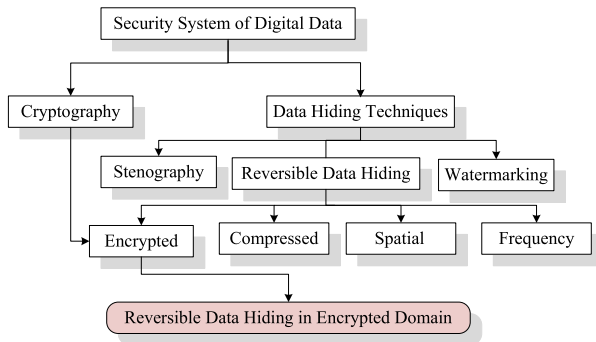 Security System of Digital Data
Cryptography
Data Hiding Techniques
Stenography
Reversible Data Hiding
Watermarking
Encrypted
Compressed
Spatial
Frequency
Reversible Data Hiding in Encrypted Domain